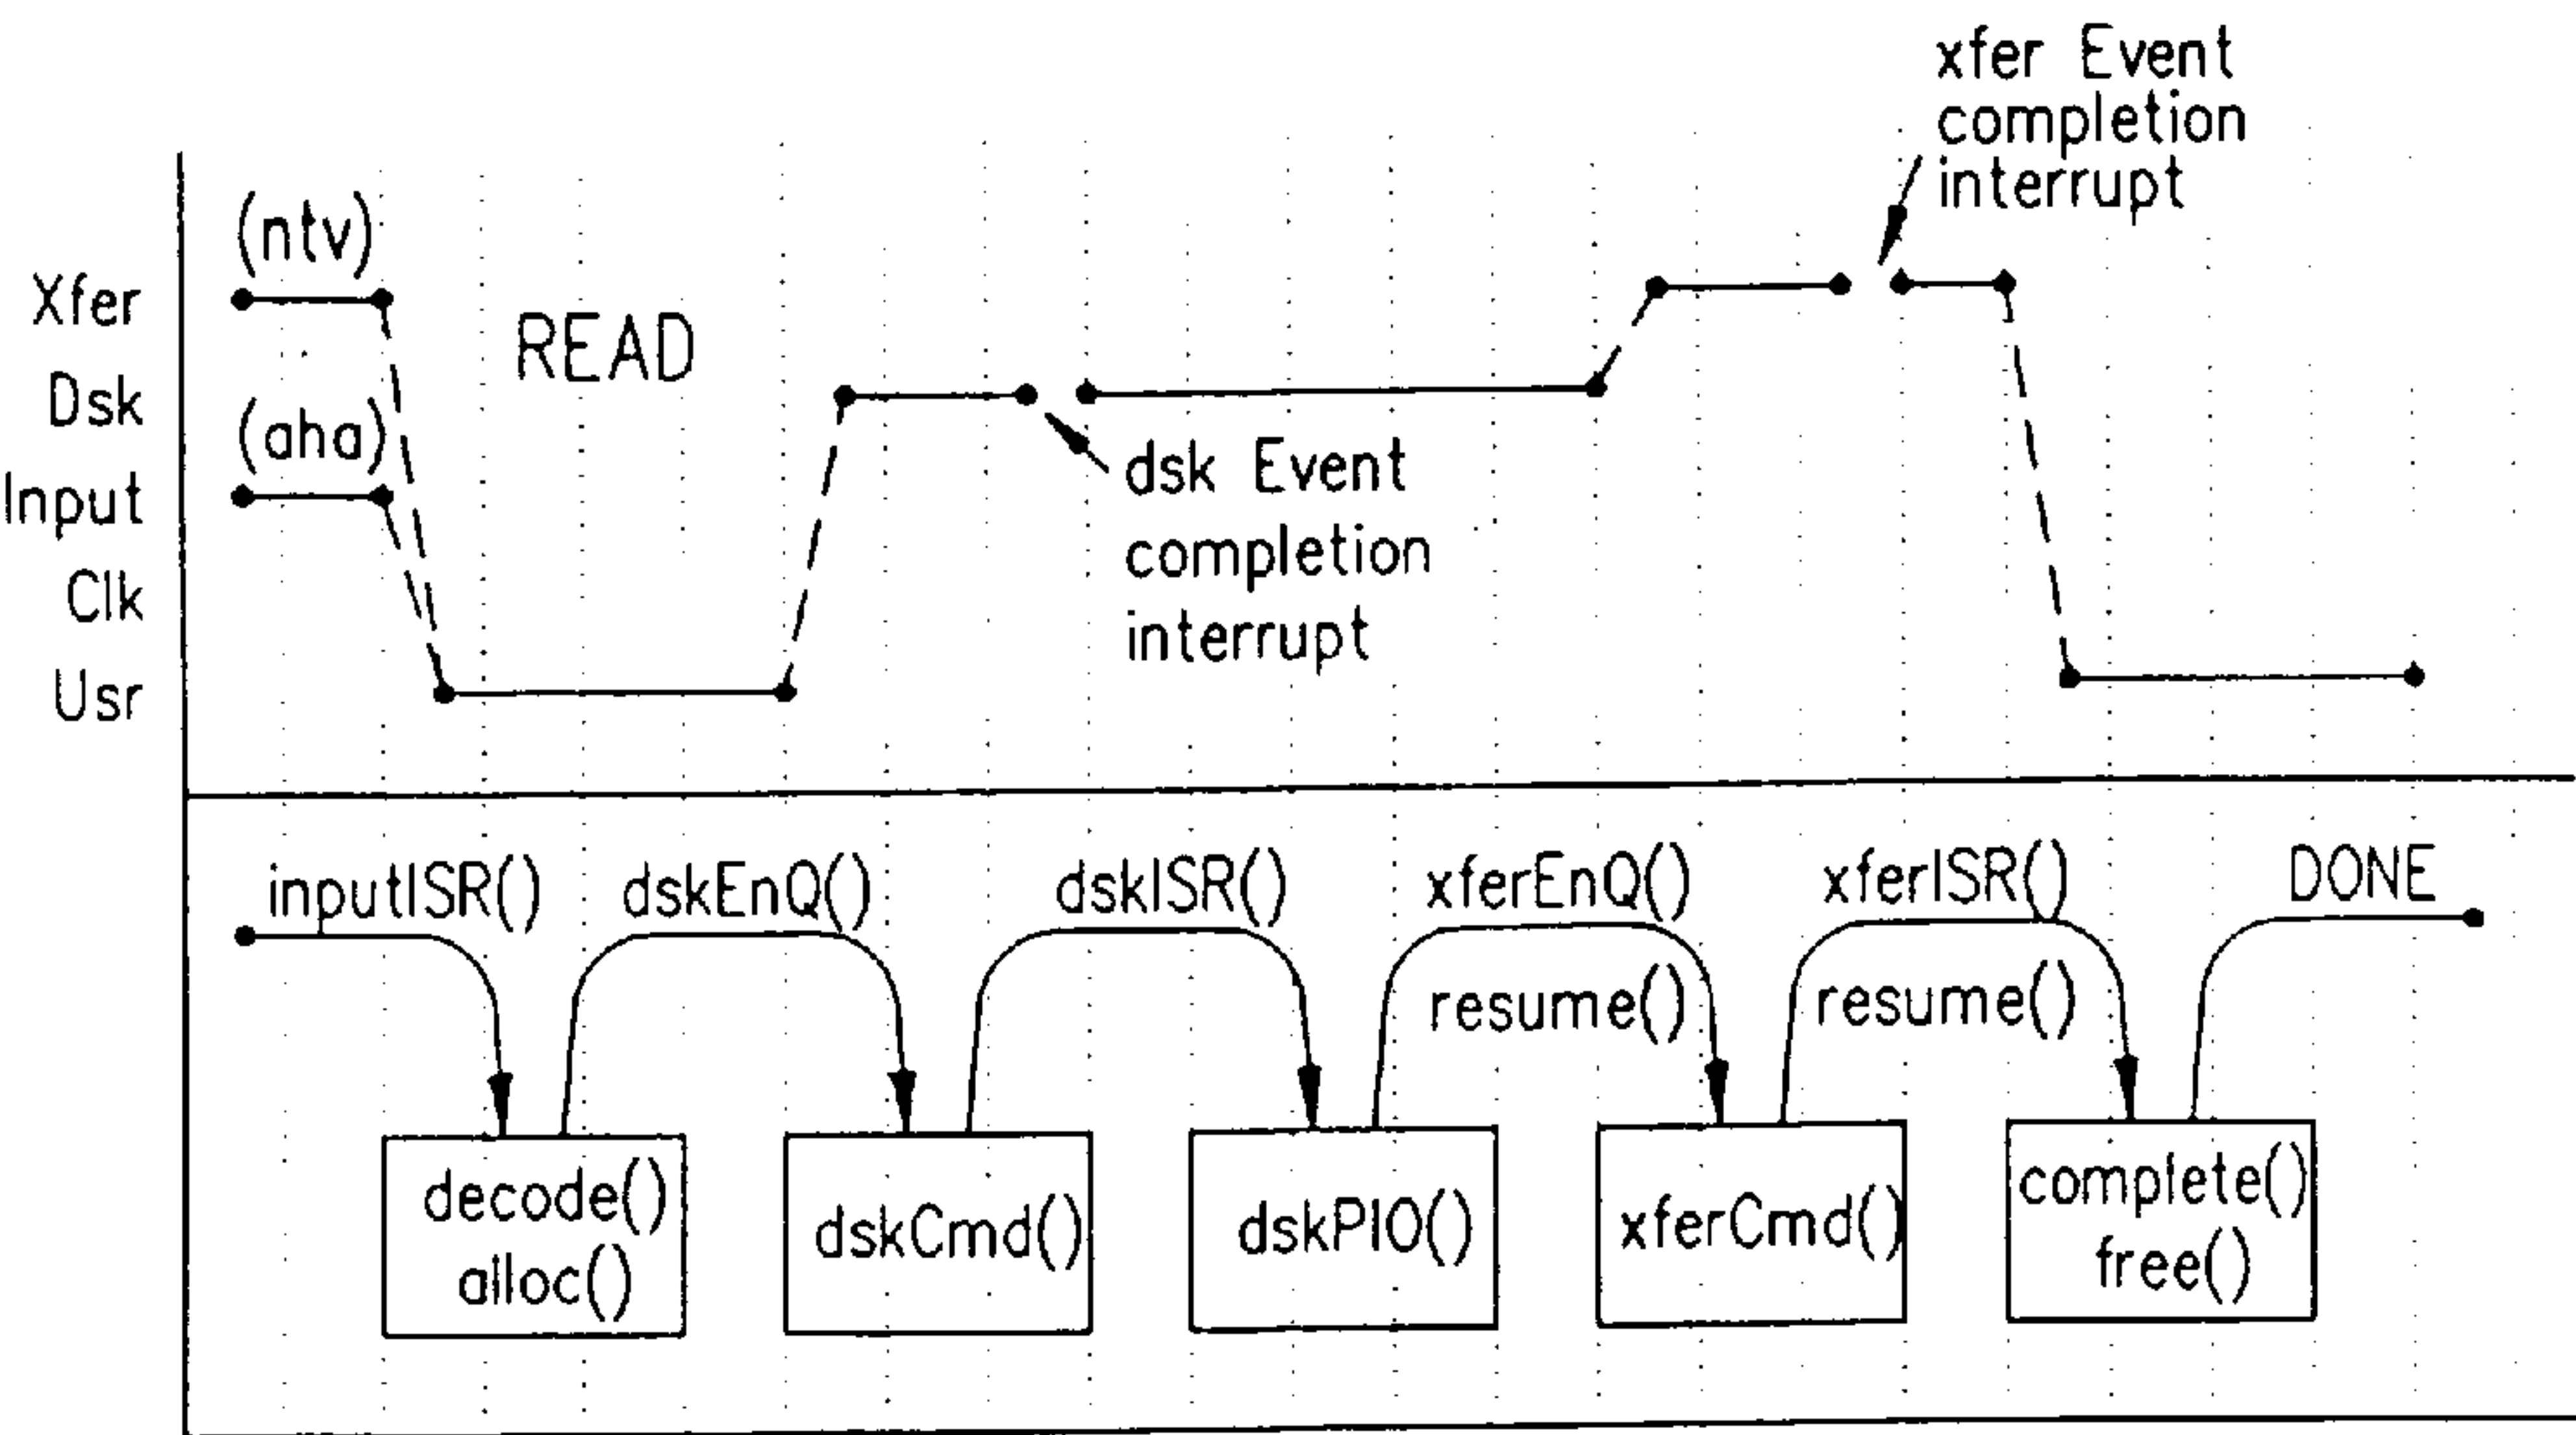 xfer Event
completion
interrupt
(ntv)
Xfer
READ
Dsk
(aha)
Input
dsk Event
completion
interrupt
Clk
Usr
inputISR()
dskEnQ()
dskISR()
xferEnQ()
xferISR()
DONE
resume()
resume()
decode()
alloc()
dskCmd()
dskPIO()
xferCmd()
complete()
free()